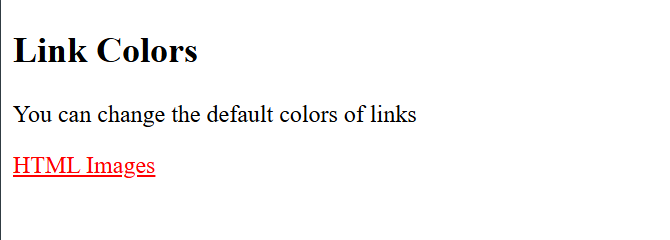 Link Colors
You can change the default colors of links
HTML Images